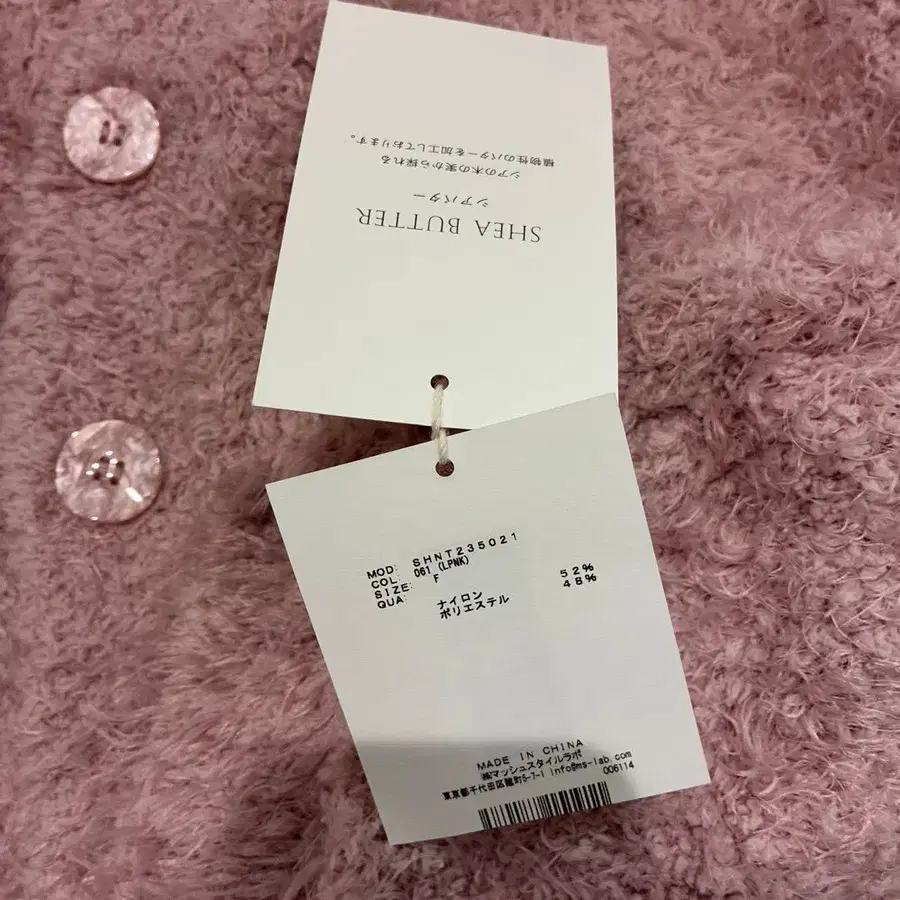 SHEA BUTTER
シアバター
シアの木の実から採れる
植物性のバターを加工しております。
MOD: SHNT235021
COL: 061 (LPNK)
SIZE: F
QUA: ナイロン 52%
ポリエステル 48%
MADE IN CHINA
㈱マッシュスタイルラボ
東京都千代田区麹町5-7-1 info@ms-lab.com
006114